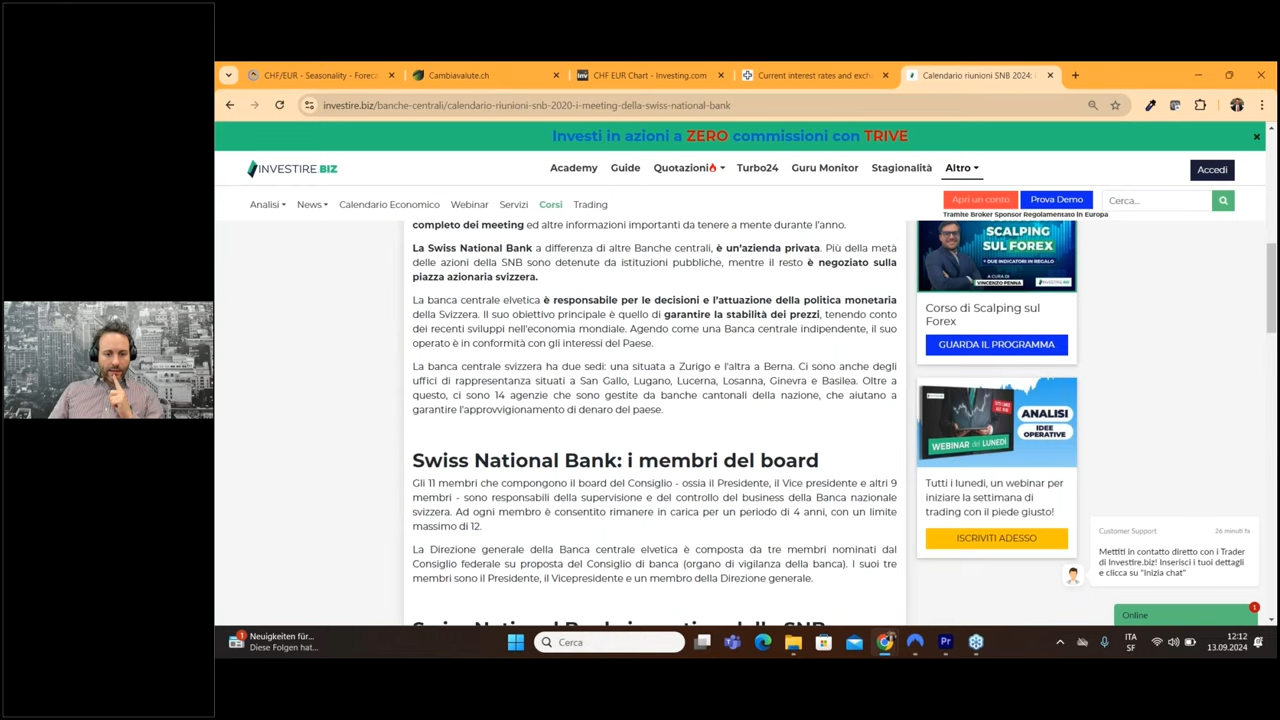 CHF/EUR - Seasonality - Foreca
Cambiavalute.ch
CHF EUR Chart - Investing.com
Current interest rates and exch
Calendario riunioni SNB 2024:
investire.biz/banche-centrali/calendario-riunioni-snb-2020-i-meeting-della-swiss-national-bank
Investi in azioni a ZERO commissioni con TRIVE
INVESTIRE.BIZ
Academy Guide Quotazioni Turbo24 Guru Monitor Stagionalità Altro
Accedi
Analisi News Calendario Economico Webinar Servizi Corsi Trading
Apri un conto
Prova Demo
Cerca...
Tramite Broker Sponsor Regolamentato in Europa
completo dei meeting ed altre informazioni importanti da tenere a mente durante l'anno.
La Swiss National Bank a differenza di altre Banche centrali, è un'azienda privata. Più della metà
delle azioni della SNB sono detenute da istituzioni pubbliche, mentre il resto è negoziato sulla
piazza azionaria svizzera.
La banca centrale elvetica è responsabile per le decisioni e l'attuazione della politica monetaria
della Svizzera. Il suo obiettivo principale è quello di garantire la stabilità dei prezzi, tenendo conto
dei recenti sviluppi nell'economia mondiale. Agendo come una Banca centrale indipendente, il suo
operato è in conformità con gli interessi del Paese.
La banca centrale svizzera ha due sedi: una situata a Zurigo e l'altra a Berna. Ci sono anche degli
uffici di rappresentanza situati a San Gallo, Lugano, Lucerna, Losanna, Ginevra e Basilea. Oltre a
questo, ci sono 14 agenzie che sono gestite da banche cantonali della nazione, che aiutano a
garantire l'approvvigionamento di denaro del paese.
Swiss National Bank: i membri del board
Gli 11 membri che compongono il board del Consiglio - ossia il Presidente, il Vice presidente e altri 9
membri - sono responsabili della supervisione e del controllo del business della Banca nazionale
svizzera. Ad ogni membro è consentito rimanere in carica per un periodo di 4 anni, con un limite
massimo di 12.
La Direzione generale della Banca centrale elvetica è composta da tre membri nominati dal
Consiglio federale su proposta del Consiglio di banca (organo di vigilanza della banca). I suoi tre
membri sono il Presidente, il Vicepresidente e un membro della Direzione generale.
SCALPING
SUL FOREX
+ DUE INDICATORI IN REGALO
A CURA DI
VINCENZO PENNA
Corso di Scalping sul
Forex
GUARDA IL PROGRAMMA
ANALISI
IDEE
OPERATIVE
WEBINAR del LUNEDÌ
Tutti i lunedì, un webinar per
iniziare la settimana di
trading con il piede giusto!
ISCRIVITI ADESSO
Customer Support
26 minuti fa
Mettiti in contatto diretto con i Trader
di Investire.biz! Inserisci i tuoi dettagli
e clicca su "Inizia chat"
Online
1
1
Neuigkeiten für...
Diese Folgen hat...
Cerca
ITA
SF
12:12
13.09.2024